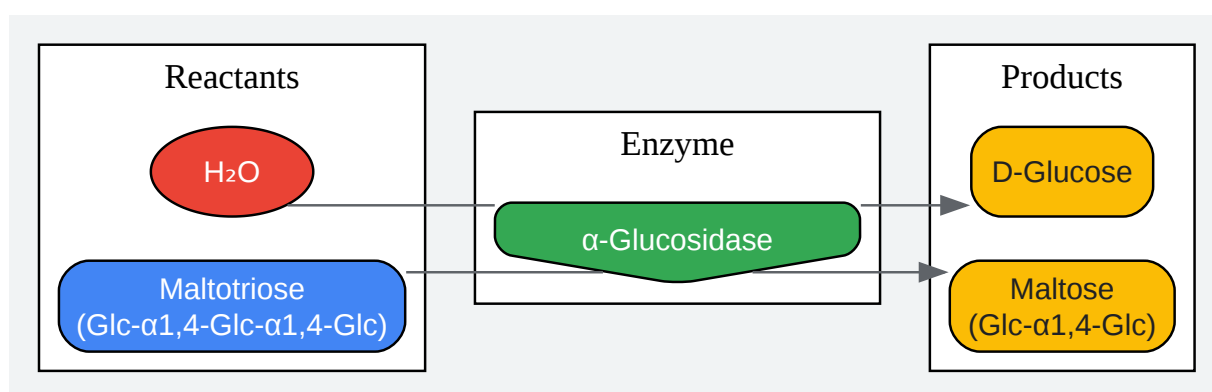 Reactants
H₂O
Maltotriose
(Glc-α1,4-Glc-α1,4-Glc)
Enzyme
α-Glucosidase
Products
D-Glucose
Maltose
(Glc-α1,4-Glc)